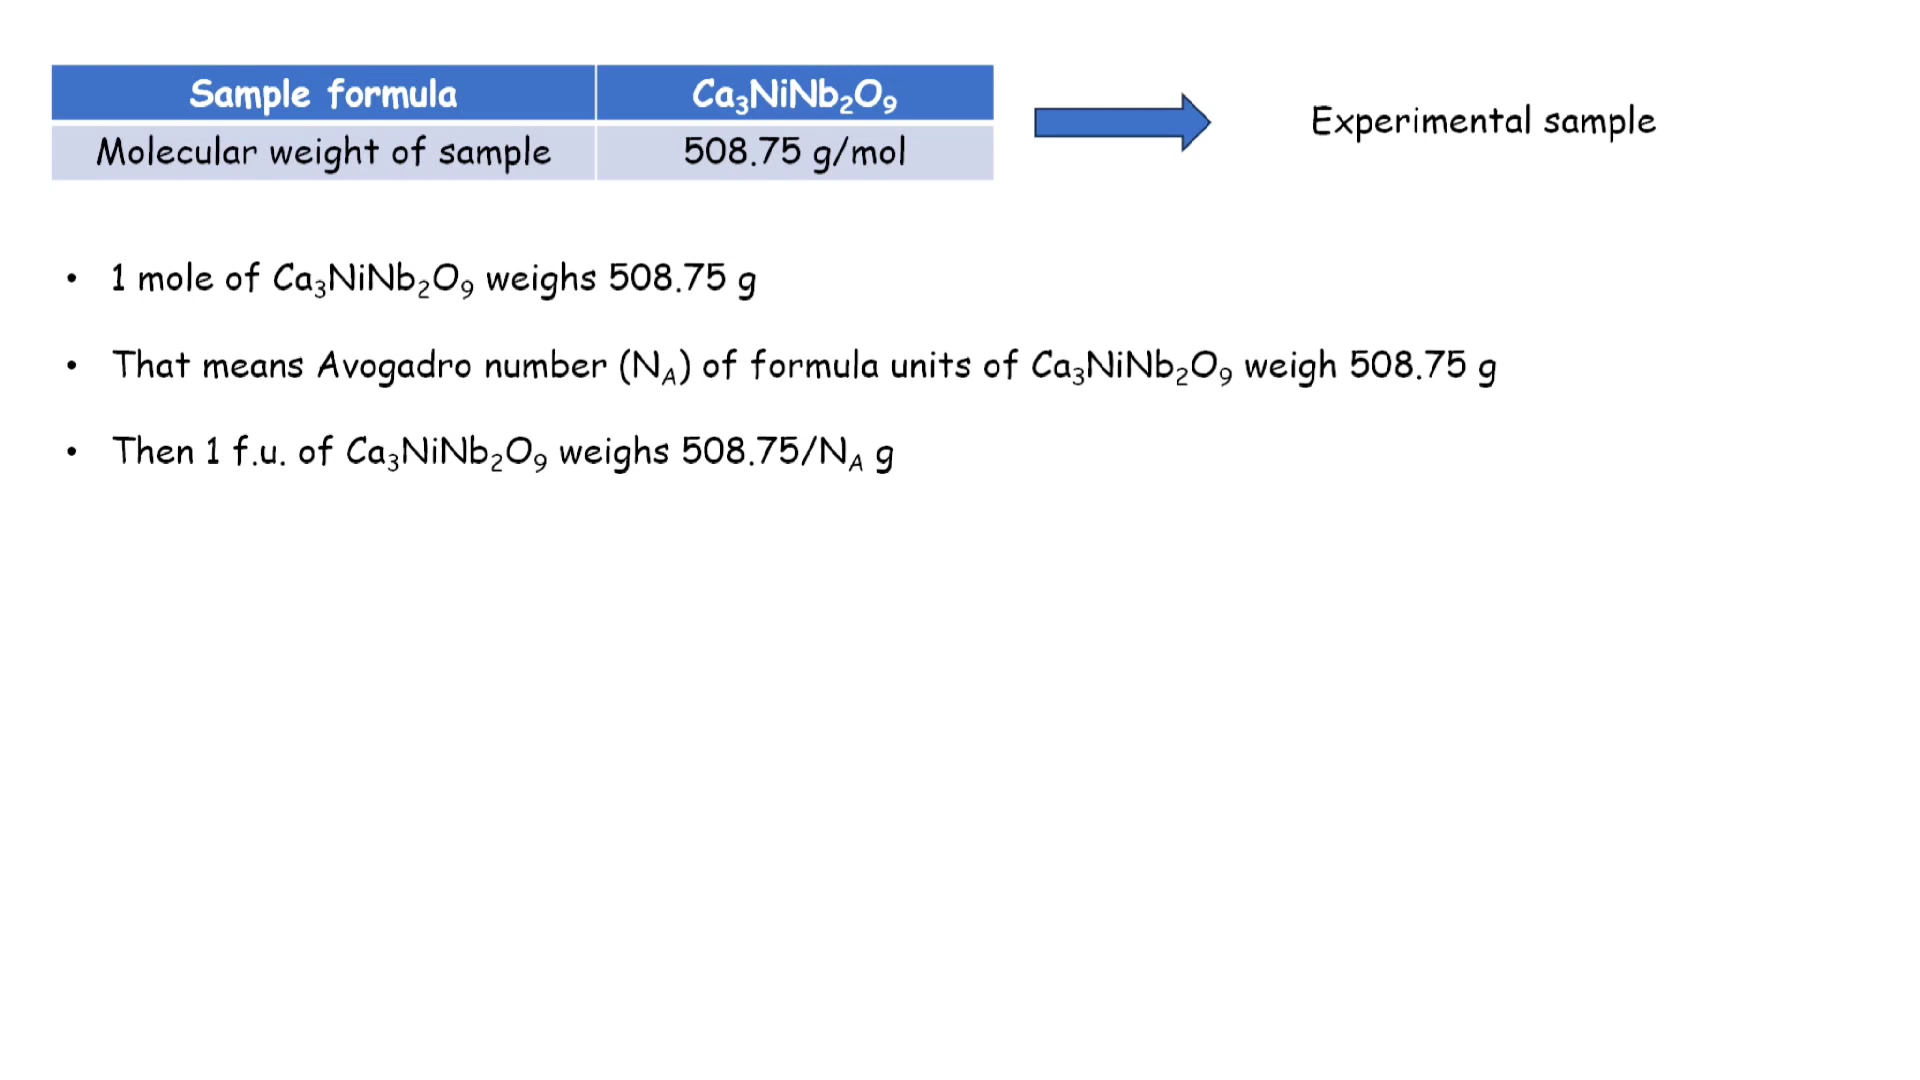 Sample formula Ca₃NiNb₂O₉
Experimental sample
Molecular weight of sample 508.75 g/mol
• 1 mole of Ca₃NiNb₂O₉ weighs 508.75 g
• That means Avogadro number (N_A) of formula units of Ca₃NiNb₂O₉ weigh 508.75 g
• Then 1 f.u. of Ca₃NiNb₂O₉ weighs 508.75/N_A g